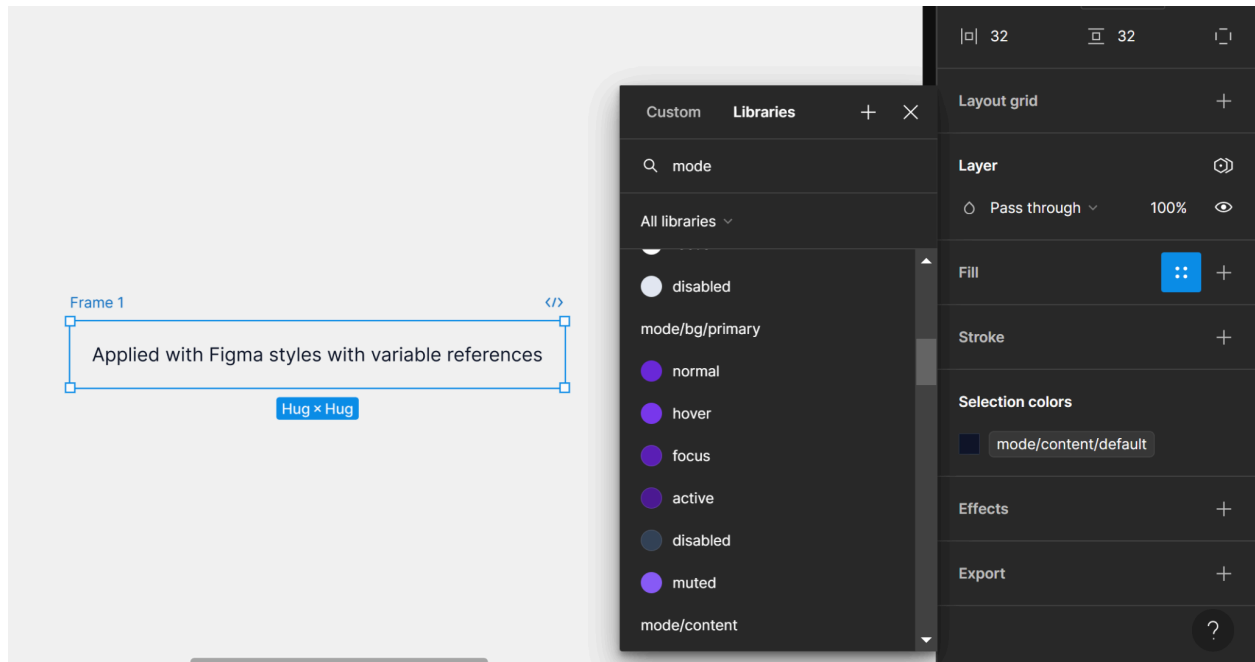 Frame 1
</>
Applied with Figma styles with variable references
Hug × Hug
Custom
Libraries
mode
All libraries
disabled
mode/bg/primary
normal
hover
focus
active
disabled
muted
mode/content
32
32
Layout grid
Layer
Pass through
100%
Fill
Stroke
Selection colors
mode/content/default
Effects
Export
?